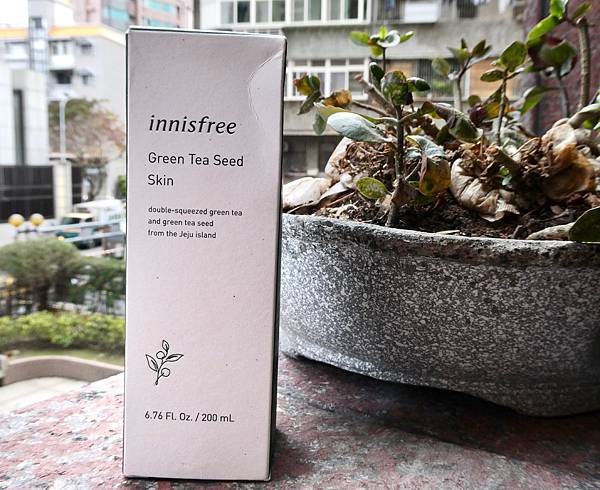 innisfree
Green Tea Seed
Skin
double-squeezed green tea
and green tea seed
from the Jeju island
6.76 Fl. Oz. / 200 mL